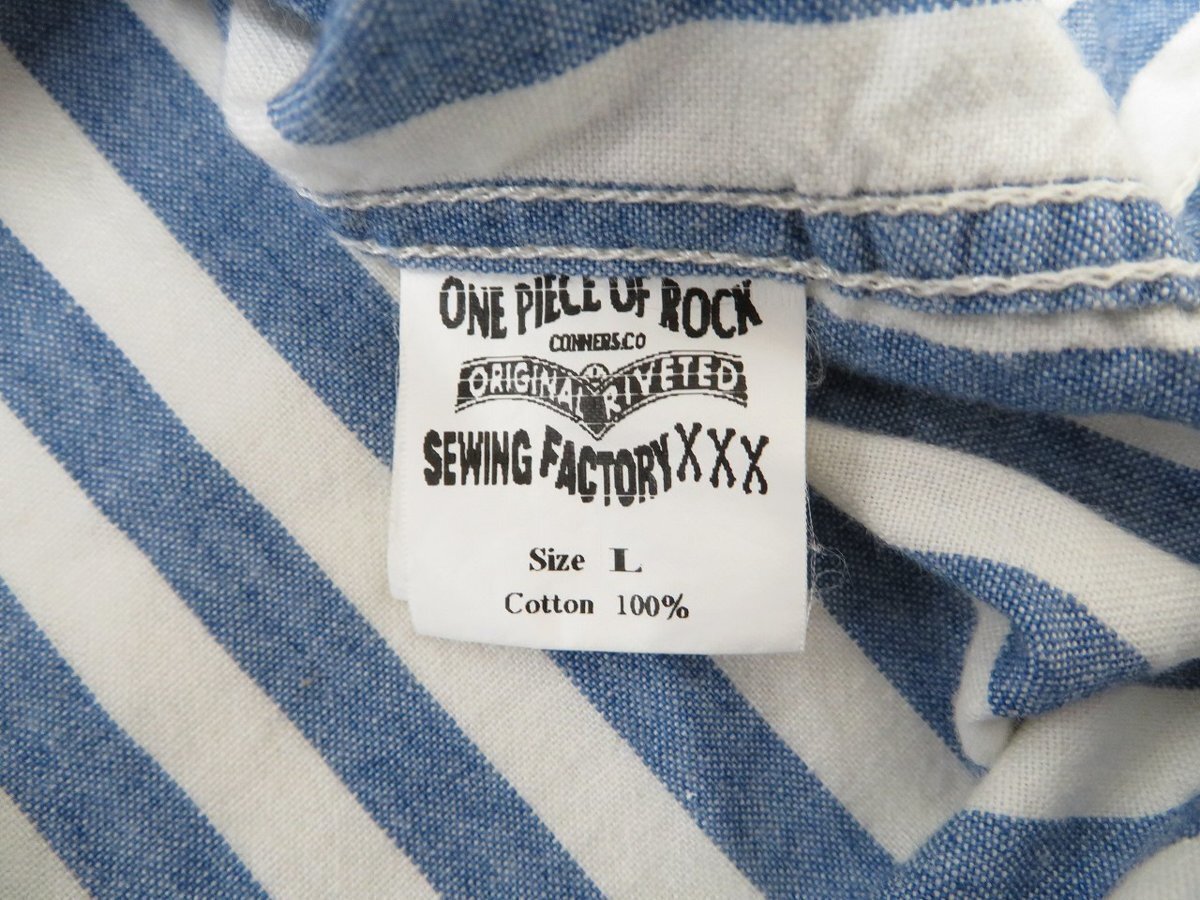 ONE PIECE OF ROCK
CONNERS.CO
ORIGINAL RIVETED
SEWING FACTORY XXX
Size L
Cotton 100%